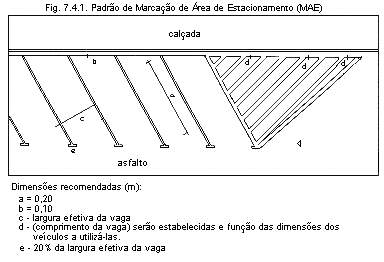 Fig. 7.4.1. Padrão de Marcação de Área de Estacionamento (MAE)
calçada
b
d
d
d
c
e
asfalto
Dimensões recomendadas (m):
a = 0,20
b = 0,10
c - largura efetiva da vaga
d - (comprimento da vaga) serão estabelecidas e função das dimensões dos
veículos a utilizá-las.
e - 20% da largura efetiva da vaga